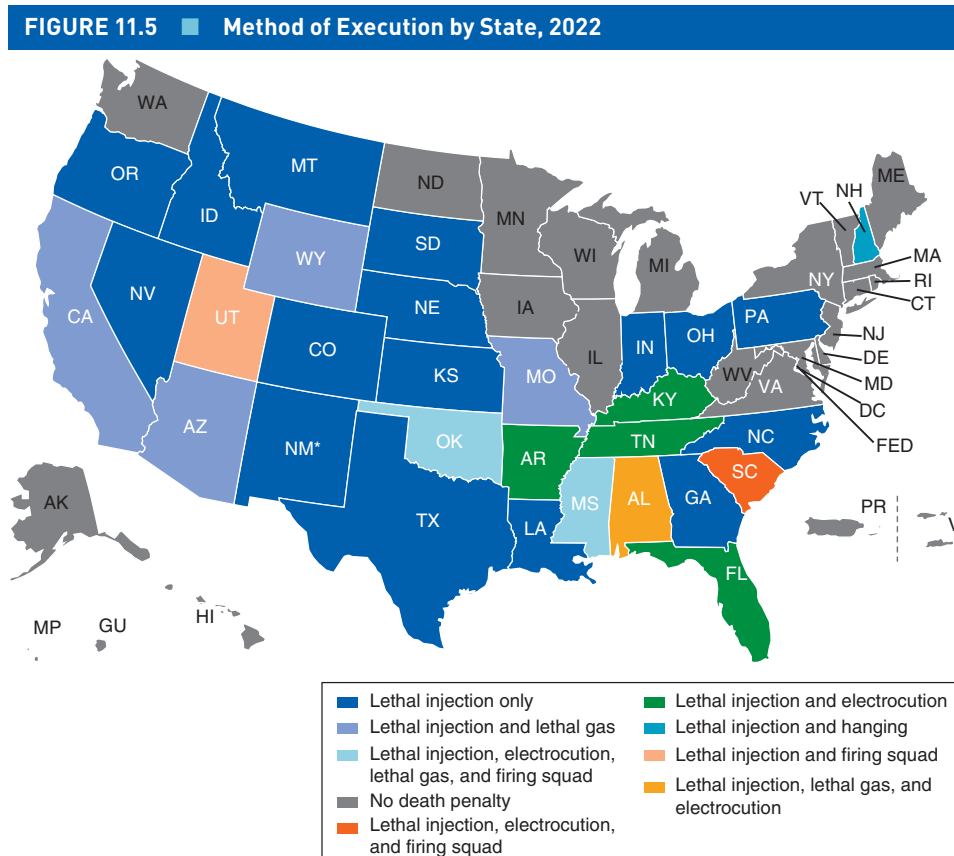 FIGURE 11.5 Method of Execution by State, 2022
WA
OR
MT
ID
ND
MN
SD
WY
WI
MI
NV
CA
UT
NE
IA
CO
KS
MO
IL
IN
OH
PA
NY
VT
NH
ME
MA
RI
CT
NJ
DE
MD
DC
FED
WV
VA
KY
AZ
NM*
OK
AR
TN
NC
SC
TX
LA
MS
AL
GA
FL
AK
HI
MP
GU
PR
Lethal injection only
Lethal injection and lethal gas
Lethal injection, electrocution,
lethal gas, and firing squad
No death penalty
Lethal injection, electrocution,
and firing squad
Lethal injection and electrocution
Lethal injection and hanging
Lethal injection and firing squad
Lethal injection, lethal gas, and
electrocution